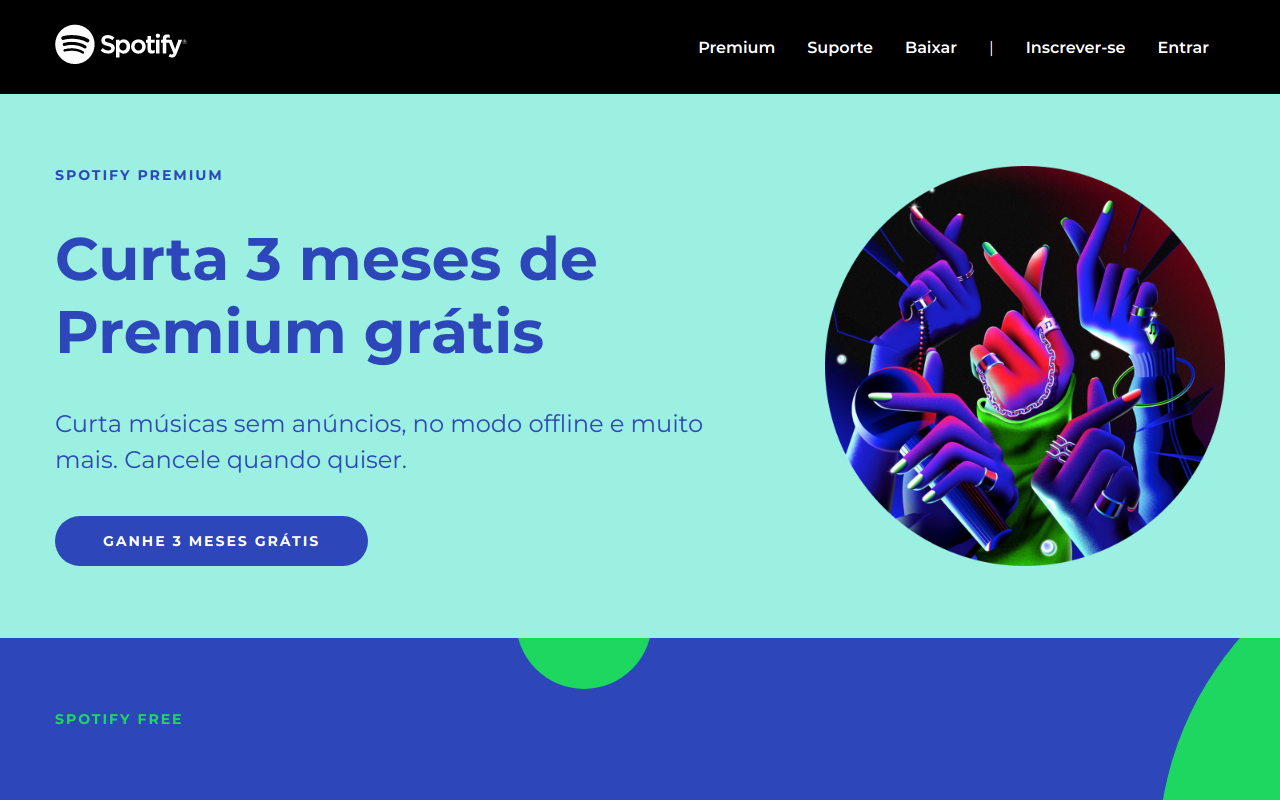 Spotify®
Premium Suporte Baixar | Inscrever-se Entrar
SPOTIFY PREMIUM
Curta 3 meses de
Premium grátis
Curta músicas sem anúncios, no modo offline e muito
mais. Cancele quando quiser.
GANHE 3 MESES GRÁTIS
SPOTIFY FREE